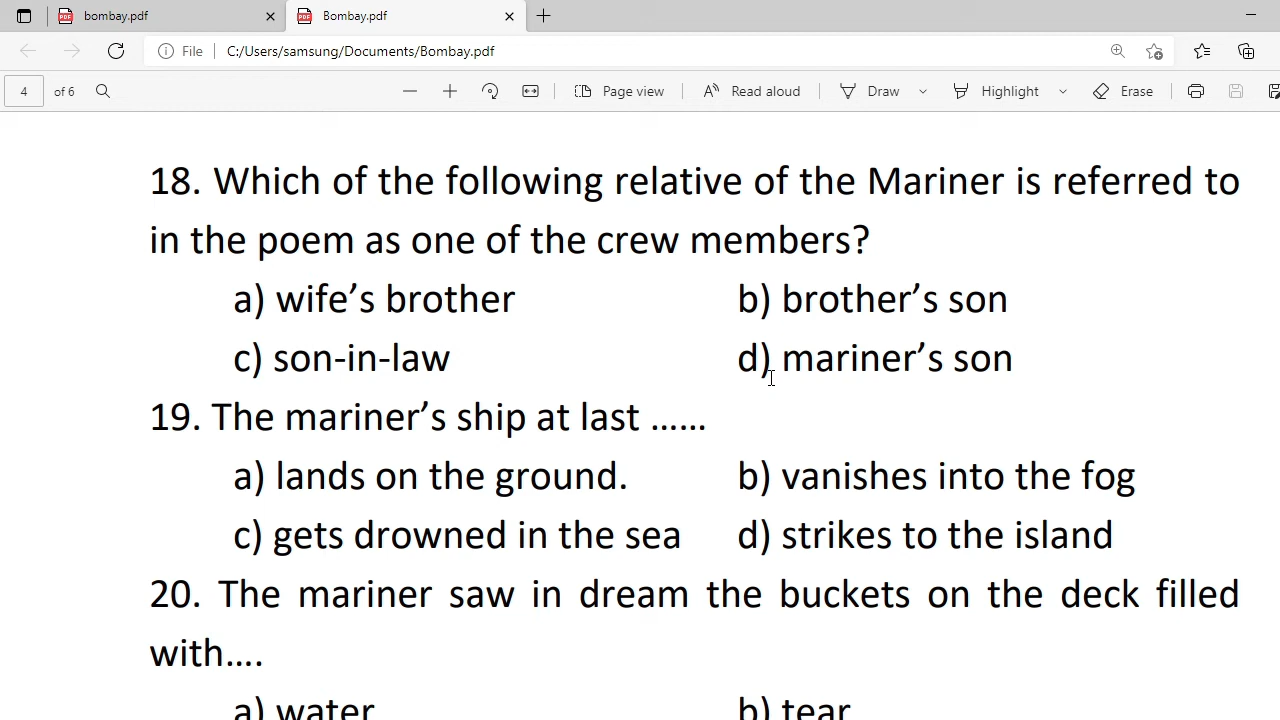 bombay.pdf
Bombay.pdf
File
C:/Users/samsung/Documents/Bombay.pdf
4 of 6
Page view
Read aloud
Draw
Highlight
Erase
18. Which of the following relative of the Mariner is referred to
in the poem as one of the crew members?
a) wife’s brother b) brother’s son
c) son-in-law d) mariner’s son
19. The mariner’s ship at last ……
a) lands on the ground. b) vanishes into the fog
c) gets drowned in the sea d) strikes to the island
20. The mariner saw in dream the buckets on the deck filled
with....
a) water b) tear